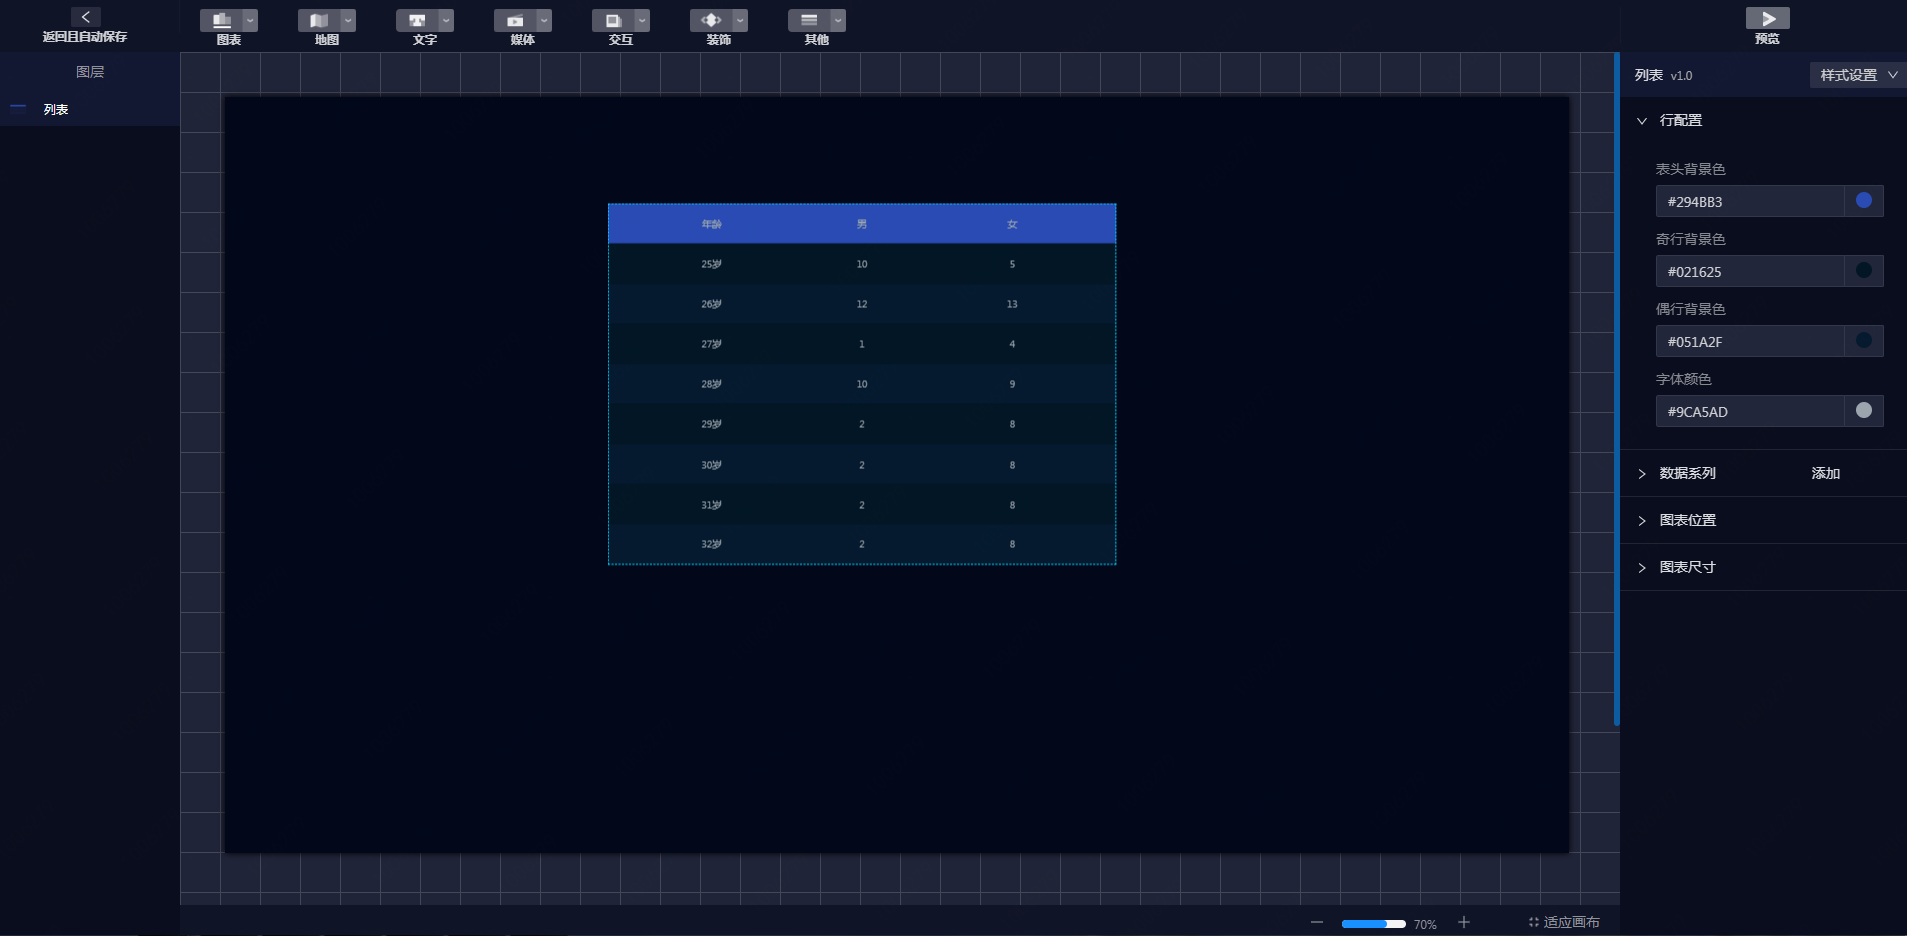 返回且自动保存
图表
地图
文字
媒体
交互
装饰
其他
预览
图层
列表
年龄 男 女
25岁 10 5
26岁 12 13
27岁 1 4
28岁 10 9
29岁 2 8
30岁 2 8
31岁 2 8
32岁 2 8
列表 v1.0 样式设置
行配置
表头背景色
#294BB3
奇行背景色
#021625
偶行背景色
#051A2F
字体颜色
#9CA5AD
数据系列 添加
图表位置
图表尺寸
70% 适应画布